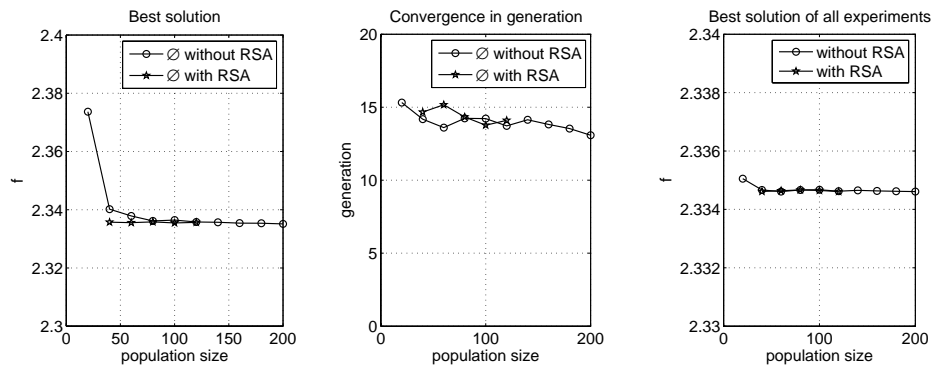 Best solution
2.4
2.38
2.36
2.34
2.32
2.3
f
0 50 100 150 200
population size
∅ without RSA
∅ with RSA
Convergence in generation
20
15
10
5
0
generation
0 50 100 150 200
population size
∅ without RSA
∅ with RSA
Best solution of all experiments
2.34
2.338
2.336
2.334
2.332
2.33
f
0 50 100 150 200
population size
without RSA
with RSA